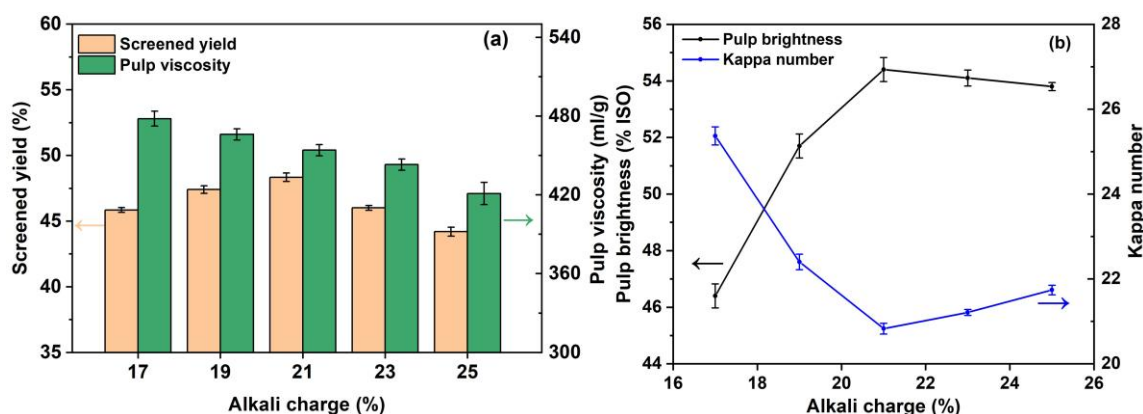 (a)
Screened yield
Pulp viscosity
Screened yield (%)
60
55
50
45
40
35
17 19 21 23 25
Alkali charge (%)
540
480
420
360
300
Pulp viscosity (ml/g)
(b)
Pulp brightness
Kappa number
Pulp brightness (% ISO)
56
54
52
50
48
46
44
16 18 20 22 24 26
Alkali charge (%)
28
26
24
22
20
Kappa number